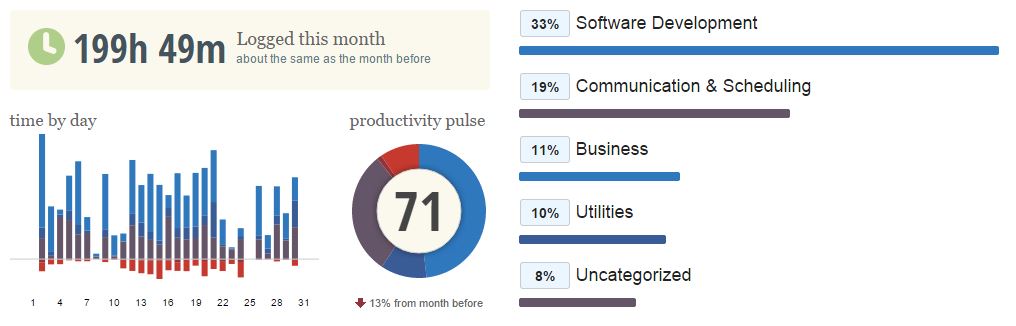 199h 49m Logged this month
about the same as the month before
time by day
productivity pulse
71
1 4 7 10 13 16 19 22 25 28 31
13% from month before
33% Software Development
19% Communication & Scheduling
11% Business
10% Utilities
8% Uncategorized